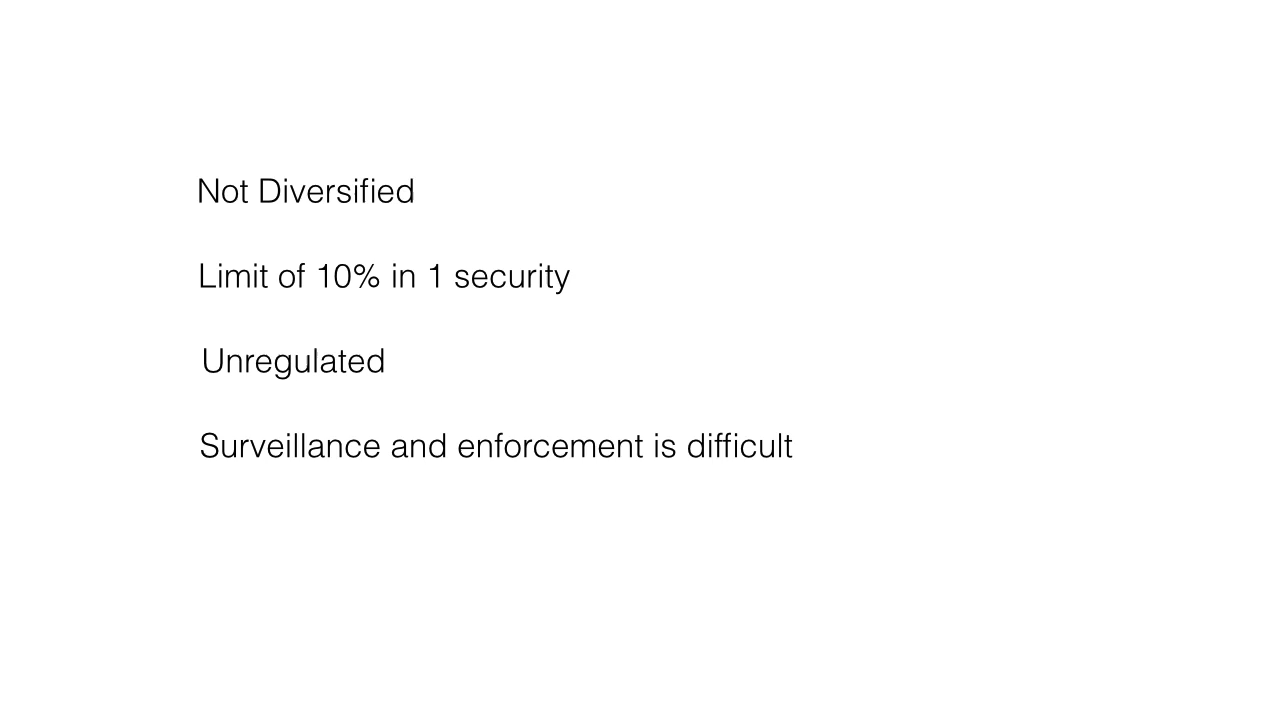 Not Diversified
Limit of 10% in 1 security
Unregulated
Surveillance and enforcement is difficult